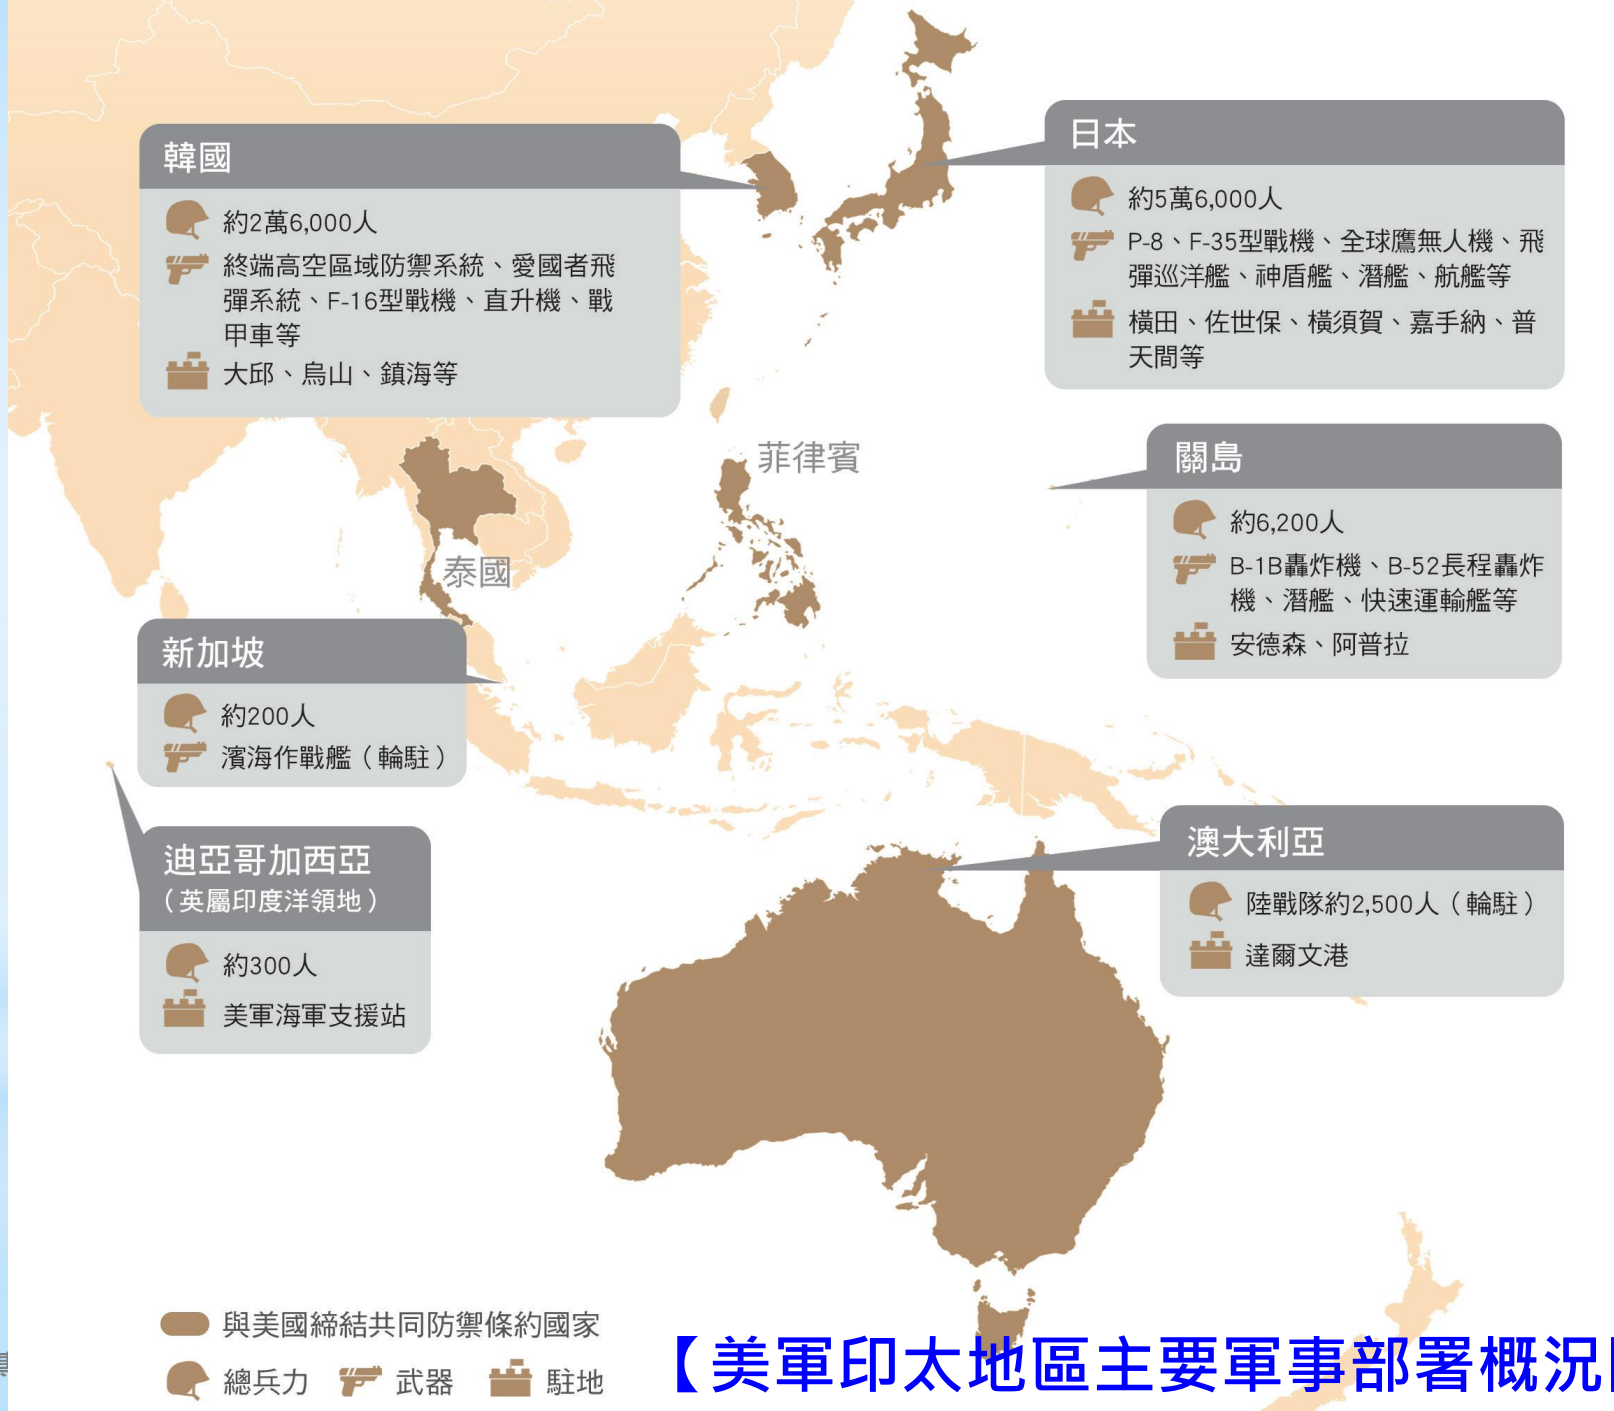 韓國
約2萬6,000人
終端高空區域防禦系統、愛國者飛
彈系統、F-16型戰機、直升機、戰
甲車等
大邱、烏山、鎮海等
日本
約5萬6,000人
P-8、F-35型戰機、全球鷹無人機、飛
彈巡洋艦、神盾艦、潛艦、航艦等
橫田、佐世保、橫須賀、嘉手納、普
天間等
菲律賓
關島
約6,200人
B-1B轟炸機、B-52長程轟炸
機、潛艦、快速運輸艦等
安德森、阿普拉
泰國
新加坡
約200人
濱海作戰艦（輪駐）
迪亞哥加西亞
（英屬印度洋領地）
約300人
美軍海軍支援站
澳大利亞
陸戰隊約2,500人（輪駐）
達爾文港
與美國締結共同防禦條約國家
總兵力 武器 駐地
【美軍印太地區主要軍事部署概況